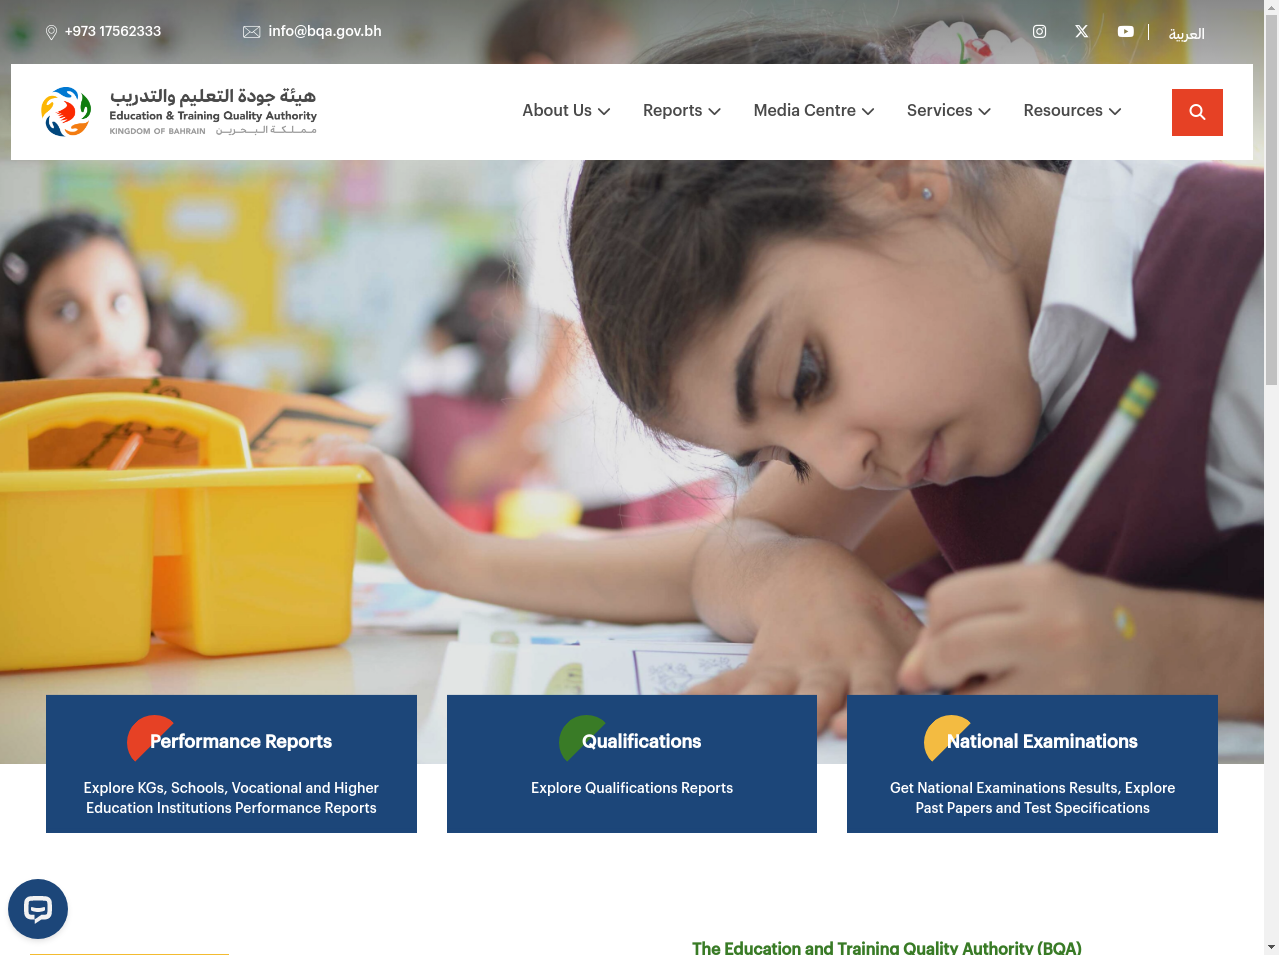 +973 17562333
info@bqa.gov.bh
العربية
هيئة جودة التعليم والتدريب
Education & Training Quality Authority
KINGDOM OF BAHRAIN مـمـلـكـة الـبـحـريـن
About Us
Reports
Media Centre
Services
Resources
Performance Reports
Explore KGs, Schools, Vocational and Higher
Education Institutions Performance Reports
Qualifications
Explore Qualifications Reports
National Examinations
Get National Examinations Results, Explore
Past Papers and Test Specifications
The Education and Training Quality Authority (BQA)